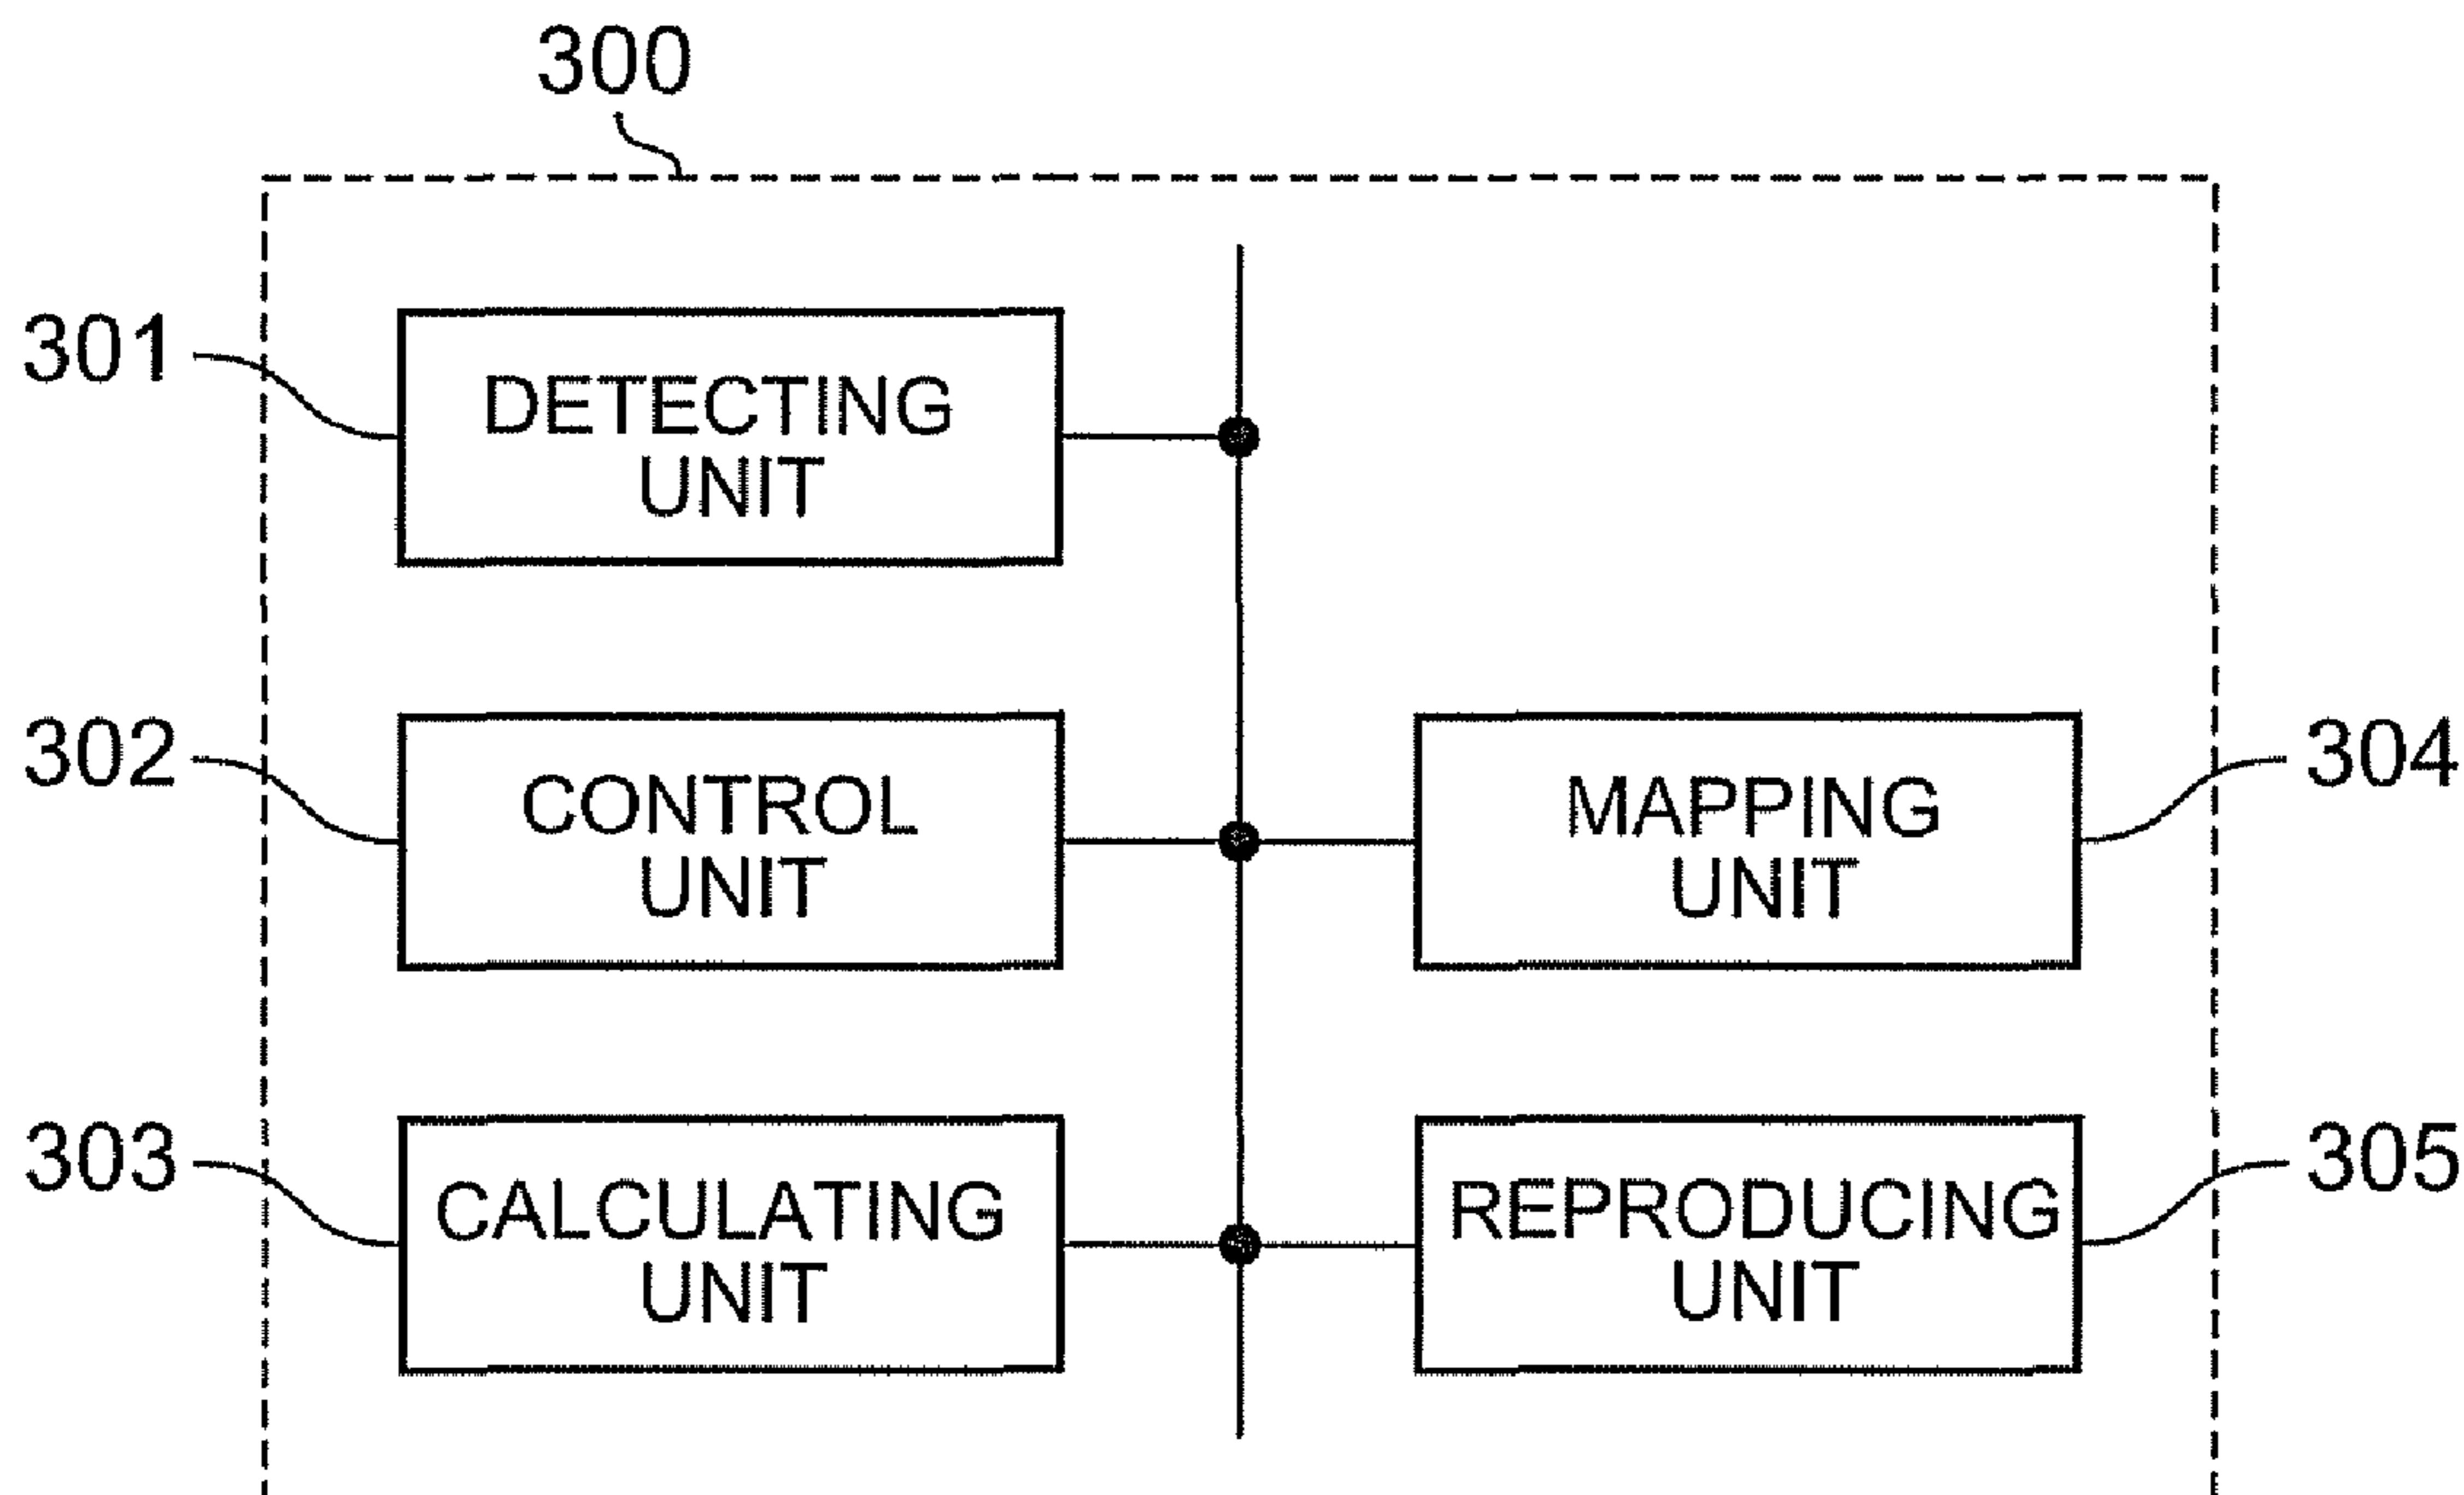 300
301
DETECTING
UNIT
302
CONTROL
UNIT
MAPPING
UNIT
304
303
CALCULATING
UNIT
REPRODUCING
UNIT
305